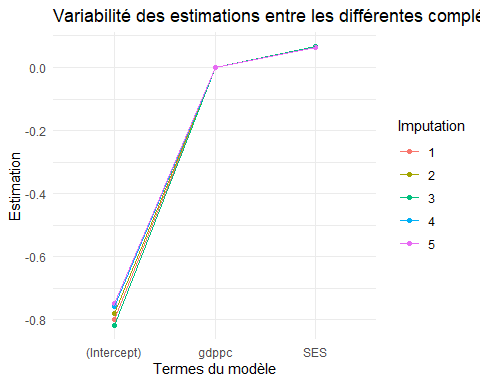 Variabilité des estimations entre les différentes complé
0.0
-0.2
-0.4
-0.6
-0.8
Estimation
(Intercept) gdppc SES
Termes du modèle
Imputation
1
2
3
4
5